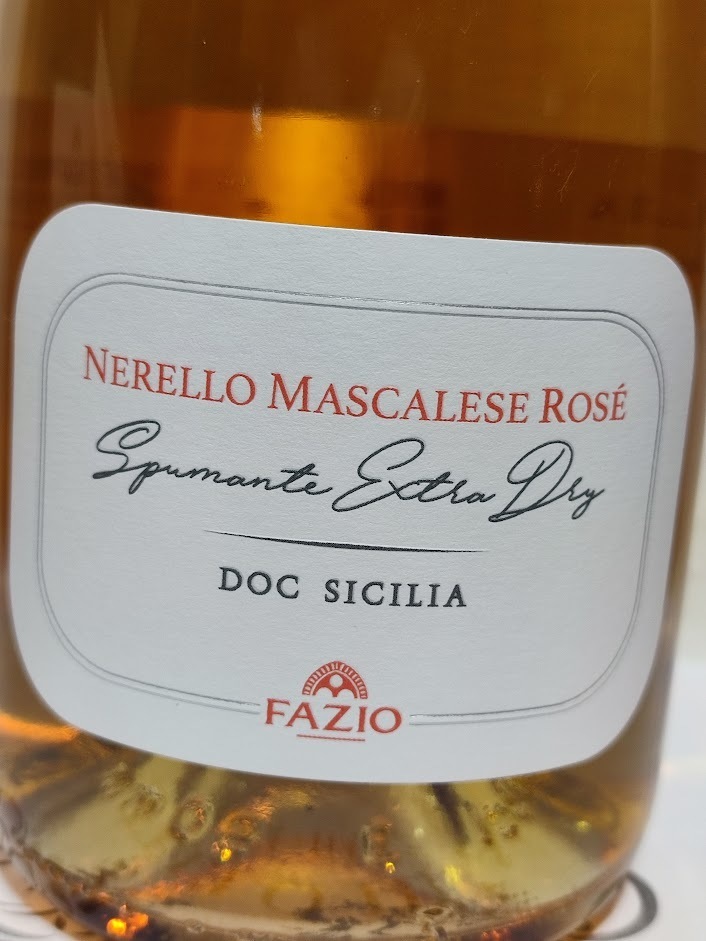 NERELLO MASCALESE ROSÉ
Spumante Extra Dry
DOC SICILIA
FAZIO